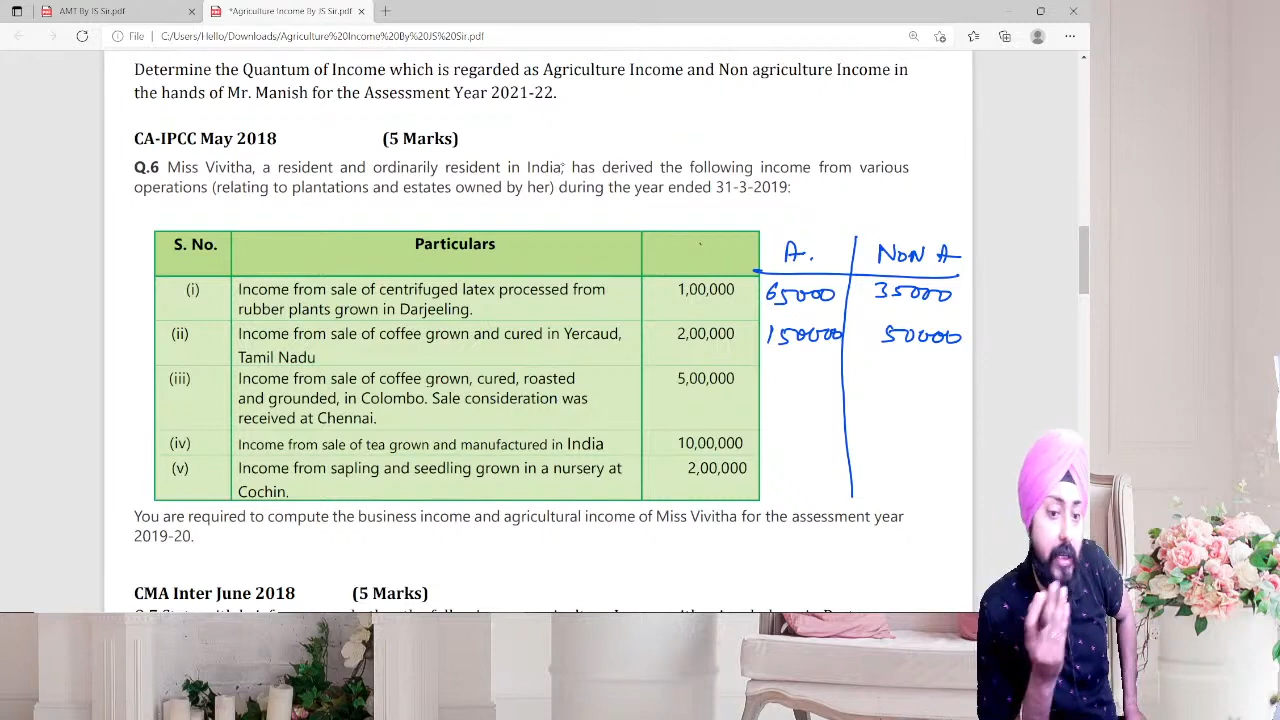 AMT By JS Sir.pdf
*Agriculture Income By JS Sir.pdf
File
C:/Users/Hello/Downloads/Agriculture%20Income%20By%20JS%20Sir.pdf
Determine the Quantum of Income which is regarded as Agriculture Income and Non agriculture Income in
the hands of Mr. Manish for the Assessment Year 2021-22.
CA-IPCC May 2018 (5 Marks)
Q.6 Miss Vivitha, a resident and ordinarily resident in India; has derived the following income from various
operations (relating to plantations and estates owned by her) during the year ended 31-3-2019:
S. No. Particulars A. NON A
(i) Income from sale of centrifuged latex processed from 1,00,000 65000 35000
rubber plants grown in Darjeeling.
(ii) Income from sale of coffee grown and cured in Yercaud, 2,00,000 150000 50000
Tamil Nadu
(iii) Income from sale of coffee grown, cured, roasted 5,00,000
and grounded, in Colombo. Sale consideration was
received at Chennai.
(iv) Income from sale of tea grown and manufactured in India 10,00,000
(v) Income from sapling and seedling grown in a nursery at 2,00,000
Cochin.
You are required to compute the business income and agricultural income of Miss Vivitha for the assessment year
2019-20.
CMA Inter June 2018 (5 Marks)